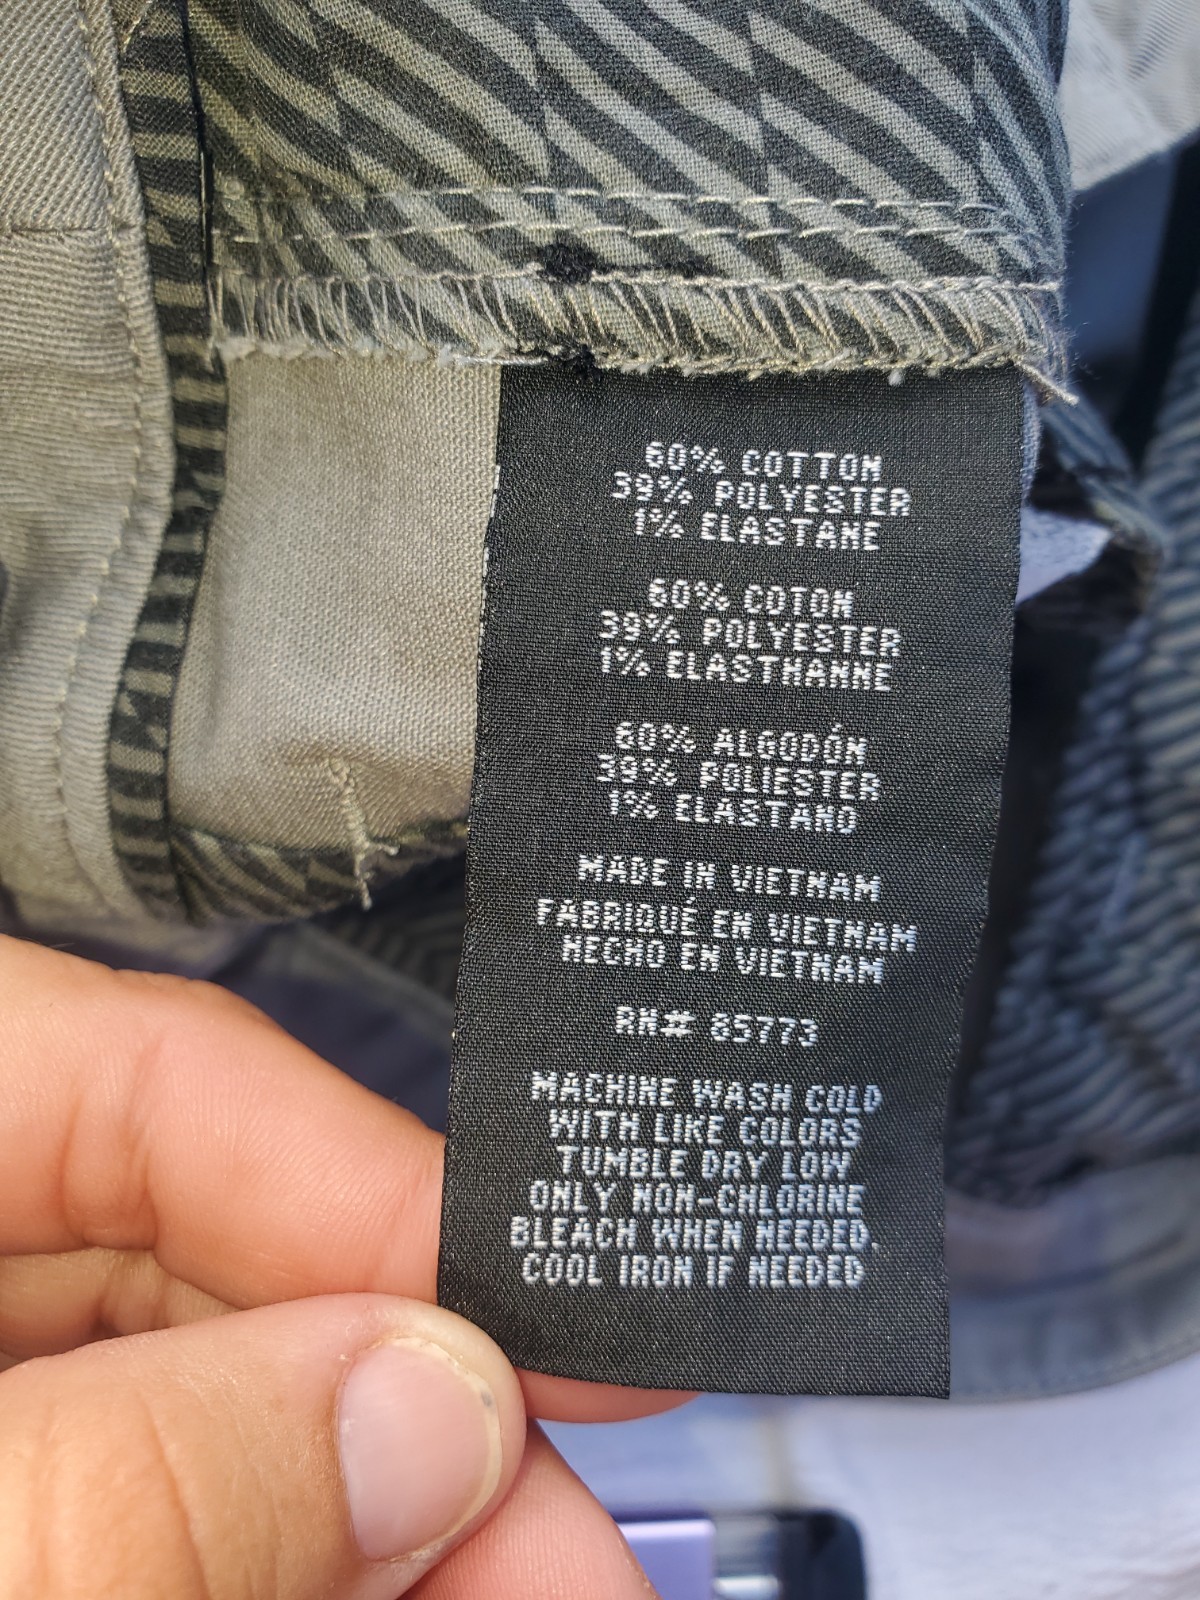 60% COTTON
39% POLYESTER
1% ELASTANE
60% COTON
39% POLYESTER
1% ELASTHANNE
60% ALGODÓN
39% POLIESTER
1% ELASTANO
MADE IN VIETNAM
FABRIQUÉ EN VIETNAM
HECHO EN VIETNAM
RN# 85773
MACHINE WASH COLD
WITH LIKE COLORS
TUMBLE DRY LOW
ONLY NON-CHLORINE
BLEACH WHEN NEEDED.
COOL IRON IF NEEDED